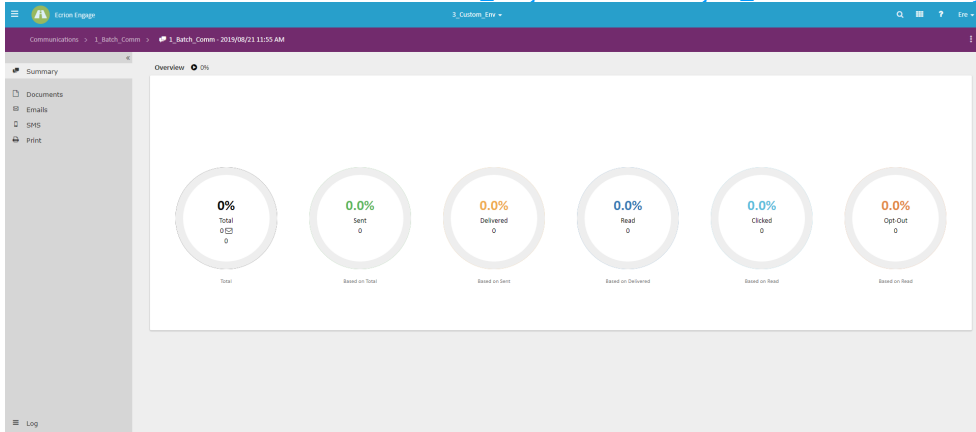 Ecrion Engage
3_Custom_Env
?
Ere
Communications > 1_Batch_Comm > 1_Batch_Comm - 2019/08/21 11:55 AM
«
Summary
Documents
Emails
SMS
Print
Log
Overview 0%
0% 0.0% 0.0% 0.0% 0.0% 0.0%
Total Sent Delivered Read Clicked Opt-Out
0 0 0 0 0 0
0
Total Based on Total Based on Sent Based on Delivered Based on Read Based on Read